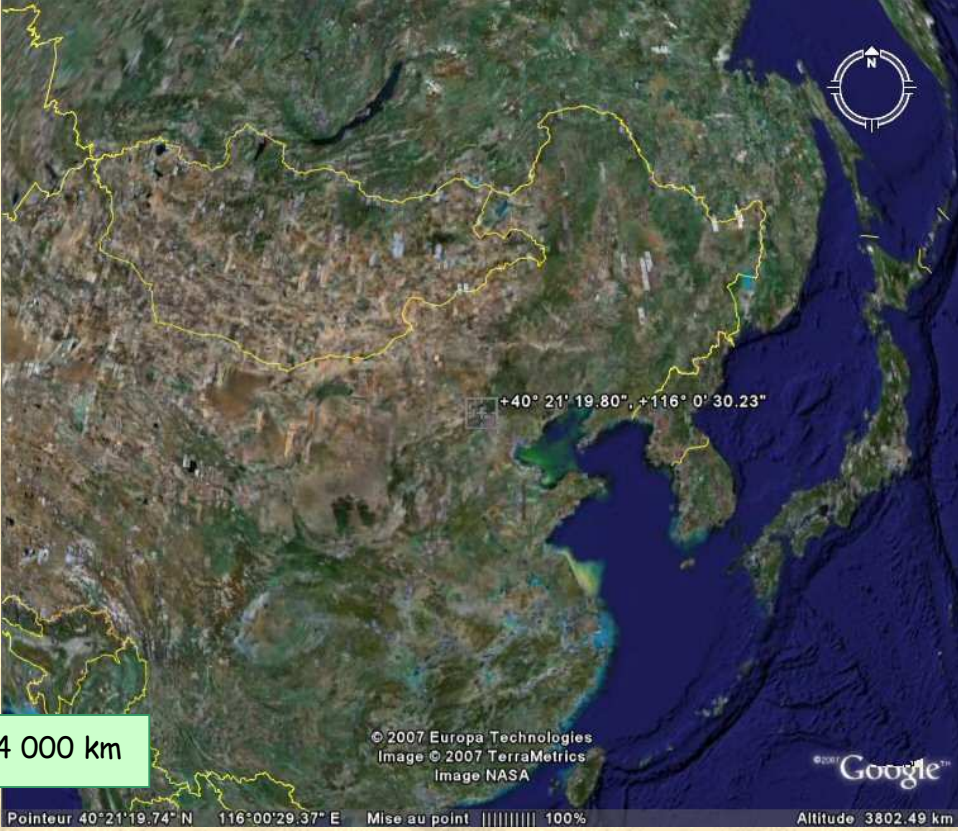 N
+40° 21' 19.80", +116° 0' 30.23"
4 000 km
© 2007 Europa Technologies
Image © 2007 TerraMetrics
Image NASA
©2007 Google™
Pointeur 40°21'19.74" N 116°00'29.37" E Mise au point |||||||||| 100% Altitude 3802.49 km